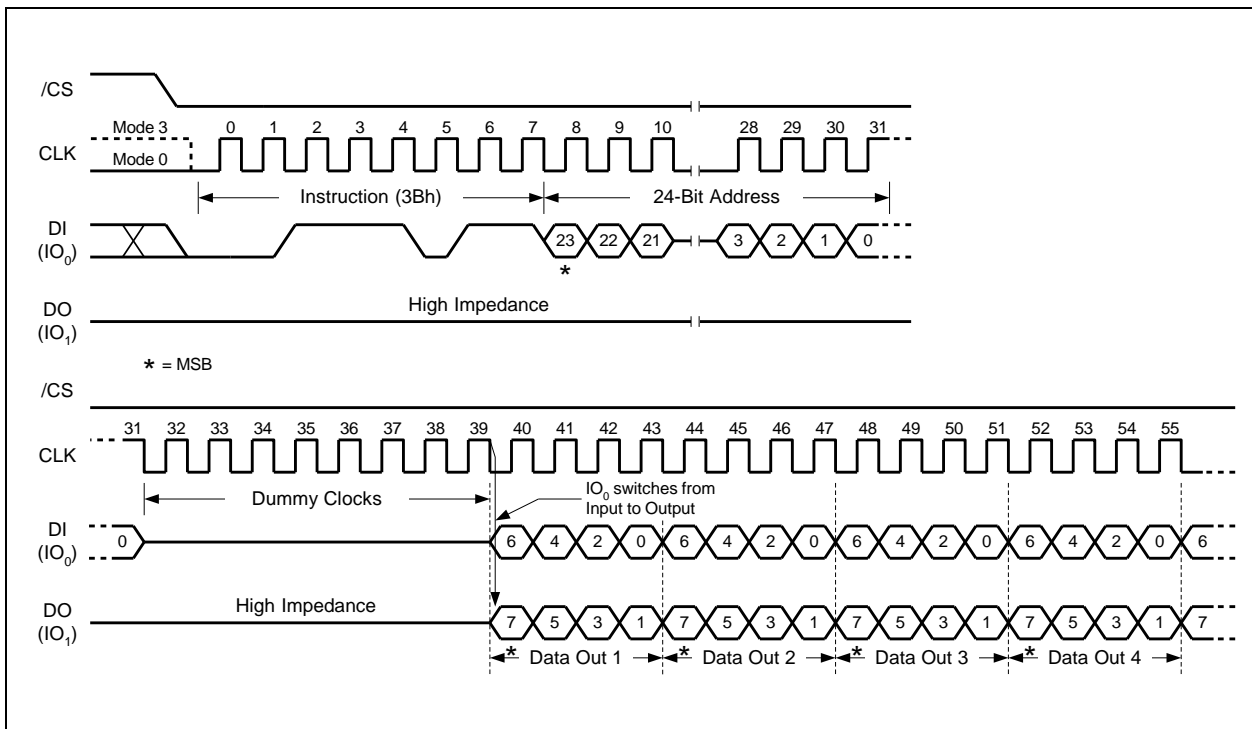 /CS
Mode 3
0 1 2 3 4 5 6 7 8 9 10 28 29 30 31
CLK
Mode 0
Instruction (3Bh) 24-Bit Address
DI
(IO0)
23 22 21 3 2 1 0
*
DO
(IO1)
High Impedance
* = MSB
/CS
31 32 33 34 35 36 37 38 39 40 41 42 43 44 45 46 47 48 49 50 51 52 53 54 55
CLK
Dummy Clocks
IO0 switches from
Input to Output
DI
(IO0)
0 6 4 2 0 6 4 2 0 6 4 2 0 6 4 2 0 6
DO
(IO1)
High Impedance
7 5 3 1 7 5 3 1 7 5 3 1 7 5 3 1 7
* Data Out 1 * Data Out 2 * Data Out 3 * Data Out 4